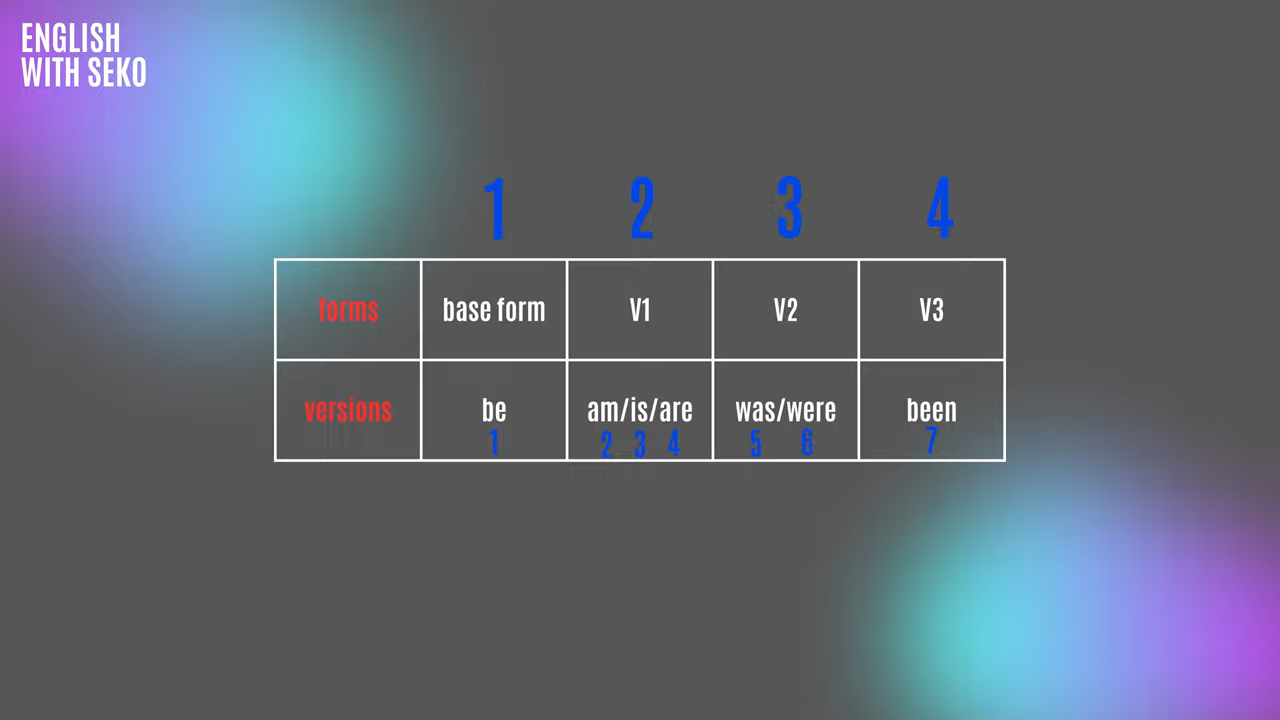 ENGLISH
WITH SEKO
1 2 3 4
forms base form V1 V2 V3
versions be am/is/are was/were been
1 2 3 4 5 6 7